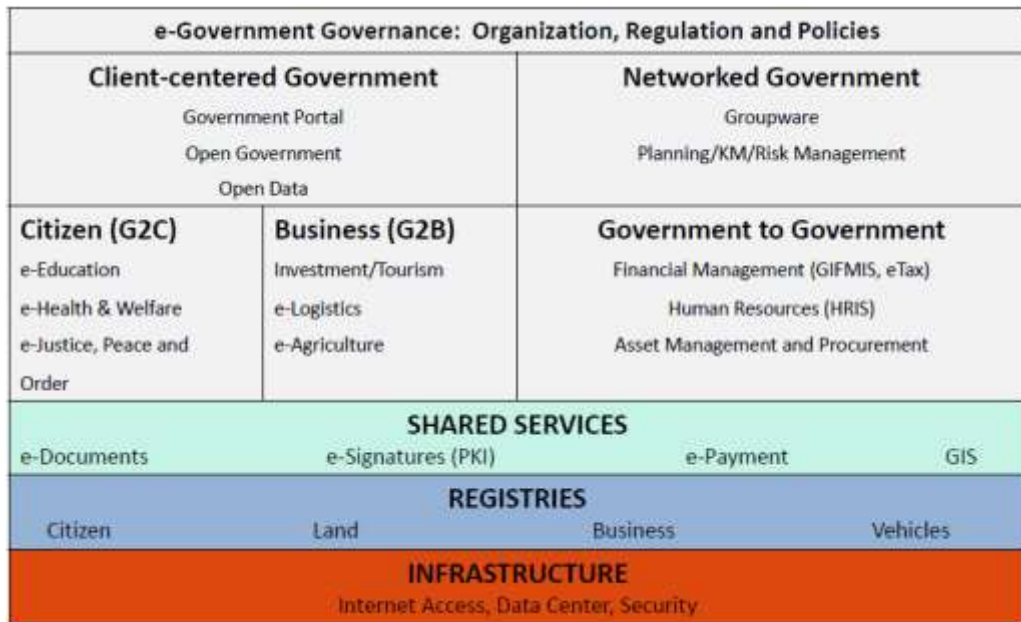 e-Government Governance: Organization, Regulation and Policies
Client-centered Government
Government Portal
Open Government
Open Data
Networked Government
Groupware
Planning/KM/Risk Management
Citizen (G2C)
e-Education
e-Health & Welfare
e-Justice, Peace and
Order
Business (G2B)
Investment/Tourism
e-Logistics
e-Agriculture
Government to Government
Financial Management (GIFMIS, eTax)
Human Resources (HRIS)
Asset Management and Procurement
SHARED SERVICES
e-Documents e-Signatures (PKI) e-Payment GIS
REGISTRIES
Citizen Land Business Vehicles
INFRASTRUCTURE
Internet Access, Data Center, Security